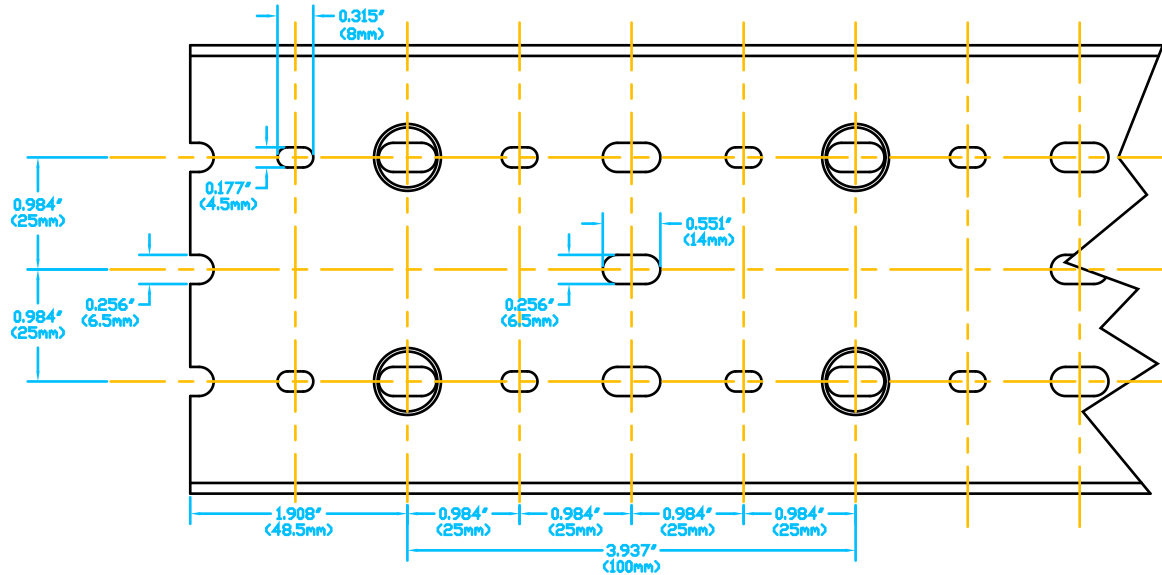 0.315″
(8mm)
0.177″
(4.5mm)
0.984″
(25mm)
0.551″
(14mm)
0.256″
(6.5mm)
0.256″
(6.5mm)
0.984″
(25mm)
1.908″
(48.5mm)
0.984″
(25mm)
0.984″
(25mm)
0.984″
(25mm)
0.984″
(25mm)
3.937″
(100mm)